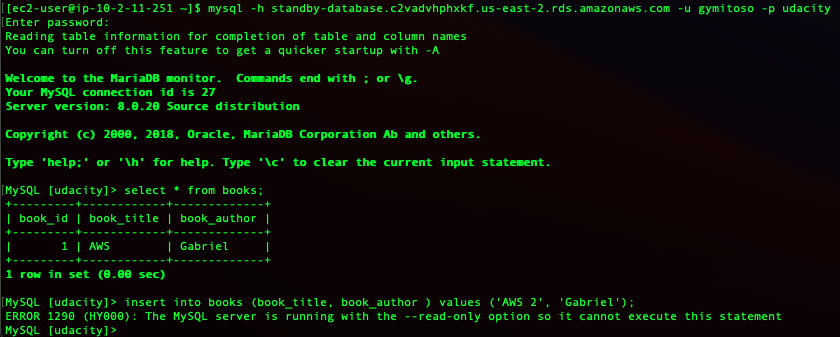 [[ec2-user@ip-10-2-11-251 ~]$ mysql -h standby-database.c2vadvhphxkf.us-east-2.rds.amazonaws.com -u gymitoso -p udacity
[Enter password:
Reading table information for completion of table and column names
You can turn off this feature to get a quicker startup with -A
Welcome to the MariaDB monitor.  Commands end with ; or \g.
Your MySQL connection id is 27
Server version: 8.0.20 Source distribution
Copyright (c) 2000, 2018, Oracle, MariaDB Corporation Ab and others.
Type 'help;' or '\h' for help. Type '\c' to clear the current input statement.
[MySQL [udacity]> select * from books;
+---------+------------+-------------+
| book_id | book_title | book_author |
+---------+------------+-------------+
|       1 | AWS        | Gabriel     |
+---------+------------+-------------+
1 row in set (0.00 sec)
[MySQL [udacity]> insert into books (book_title, book_author ) values ('AWS 2', 'Gabriel');
ERROR 1290 (HY000): The MySQL server is running with the --read-only option so it cannot execute this statement
MySQL [udacity]>